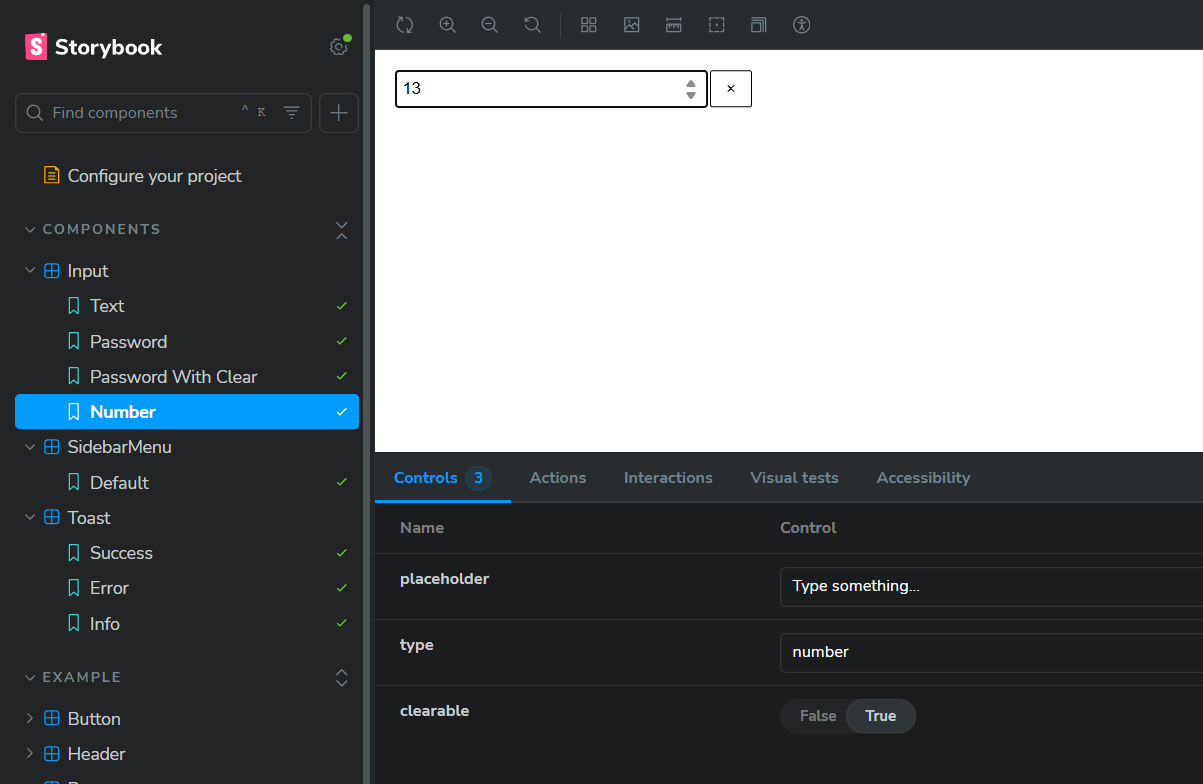 Storybook
Find components
^ K
Configure your project
COMPONENTS
Input
Text
Password
Password With Clear
Number
SidebarMenu
Default
Toast
Success
Error
Info
EXAMPLE
Button
Header
13
×
Controls 3 Actions Interactions Visual tests Accessibility
Name Control
placeholder Type something...
type number
clearable False True